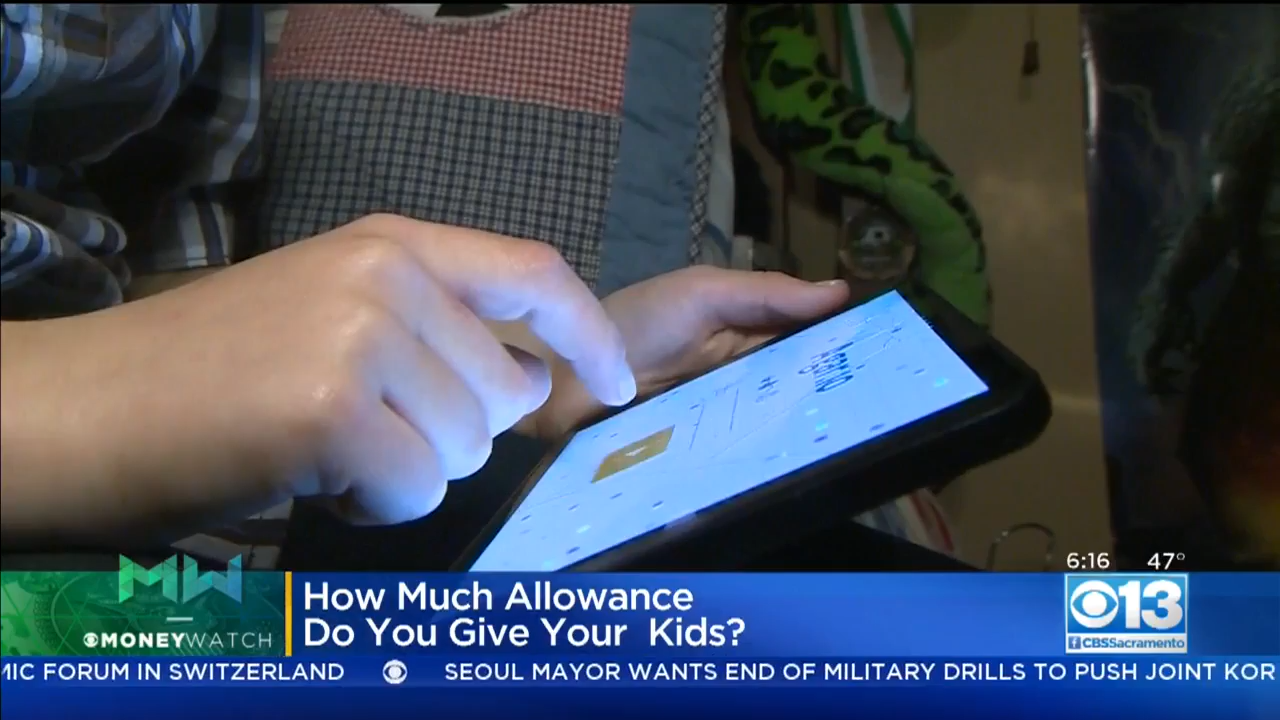 6:16 47°
MW
MONEYWATCH
How Much Allowance
Do You Give Your Kids?
13
f CBSSacramento
MIC FORUM IN SWITZERLAND SEOUL MAYOR WANTS END OF MILITARY DRILLS TO PUSH JOINT KOR